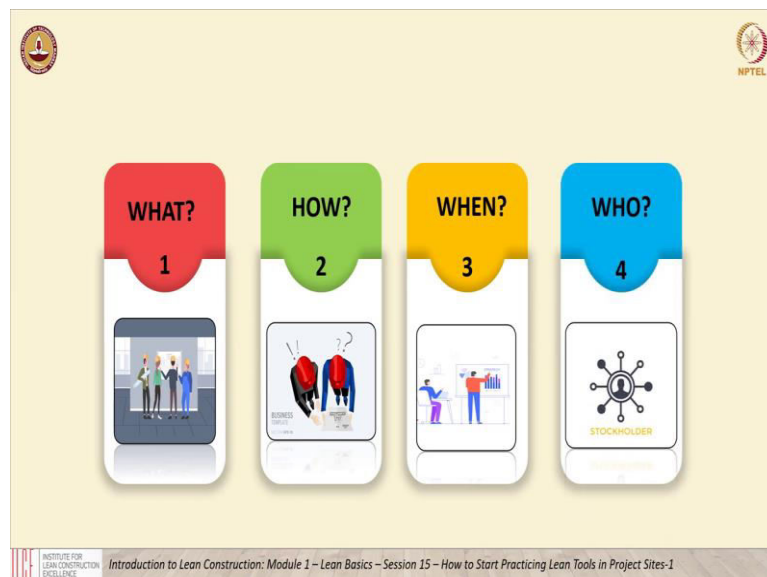 NPTEL
WHAT?
1
HOW?
2
WHEN?
3
WHO?
4
BUSINESS
STOCKHOLDER
INSTITUTE FOR
LEAN CONSTRUCTION
EXCELLENCE
Introduction to Lean Construction: Module 1 – Lean Basics – Session 15 – How to Start Practicing Lean Tools in Project Sites-1